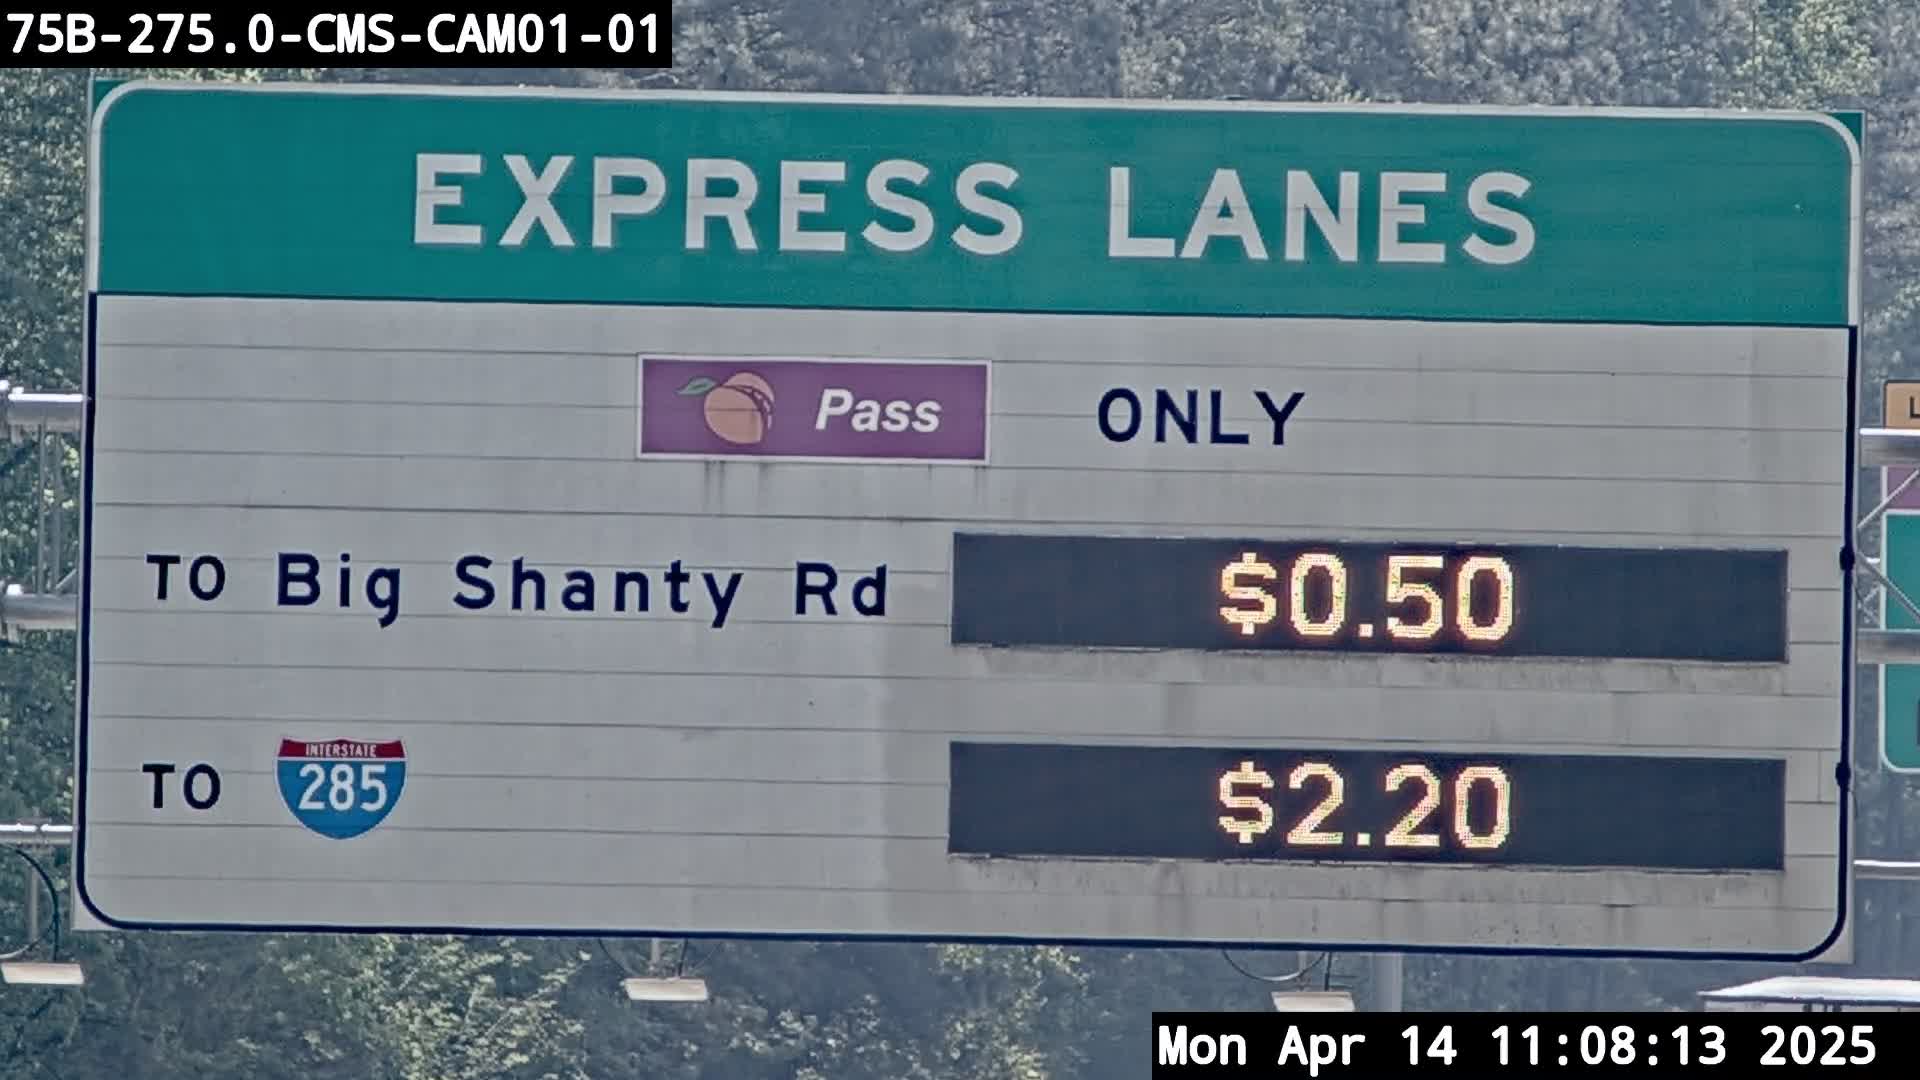 75B-275.0-CMS-CAM01-01
EXPRESS LANES
Pass ONLY
TO Big Shanty Rd $0.50
TO INTERSTATE 285 $2.20
Mon Apr 14 11:08:13 2025